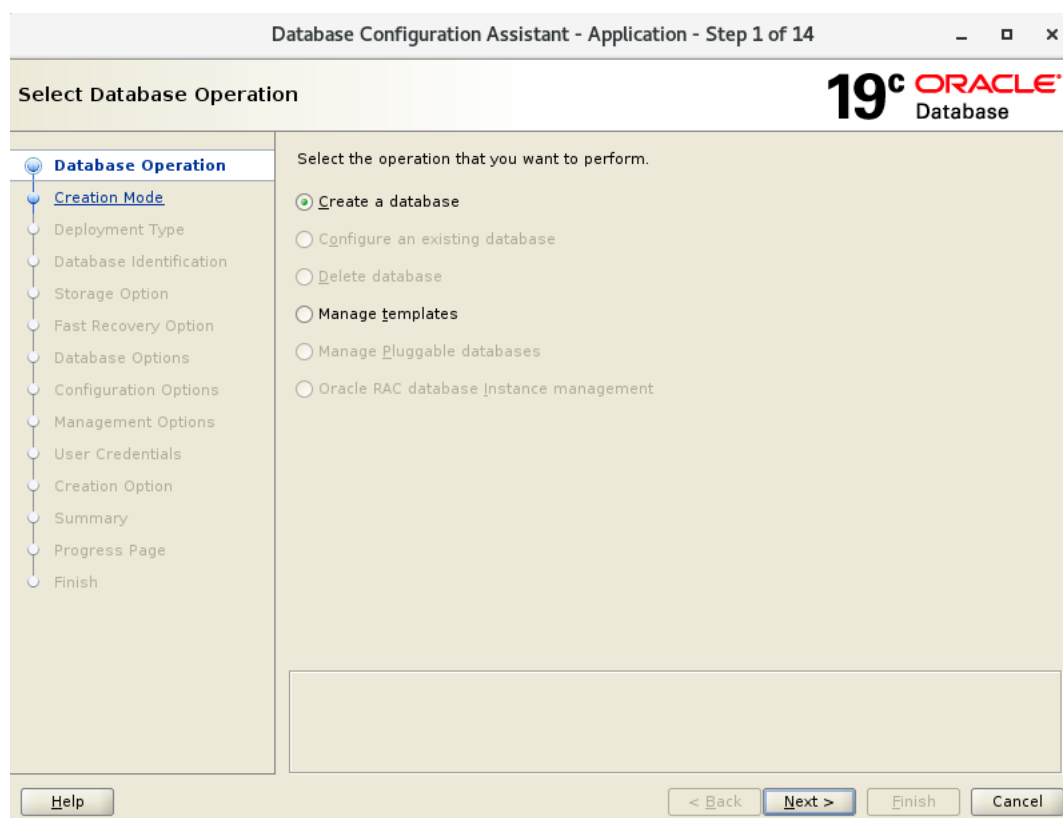 Database Configuration Assistant - Application - Step 1 of 14
Select Database Operation
19c ORACLE
Database
Database Operation
Creation Mode
Deployment Type
Database Identification
Storage Option
Fast Recovery Option
Database Options
Configuration Options
Management Options
User Credentials
Creation Option
Summary
Progress Page
Finish
Select the operation that you want to perform.
Create a database
Configure an existing database
Delete database
Manage templates
Manage Pluggable databases
Oracle RAC database Instance management
Help
< Back
Next >
Finish
Cancel